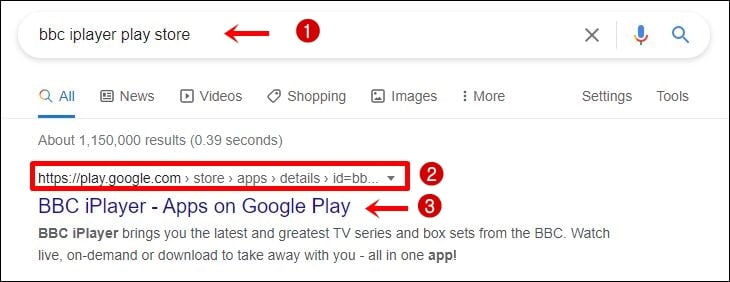 bbc iplayer play store
1
All
News
Videos
Shopping
Images
More
Settings
Tools
About 1,150,000 results (0.39 seconds)
https://play.google.com › store › apps › details › id=bb...
2
BBC iPlayer - Apps on Google Play
3
BBC iPlayer brings you the latest and greatest TV series and box sets from the BBC. Watch
live, on-demand or download to take away with you - all in one app!